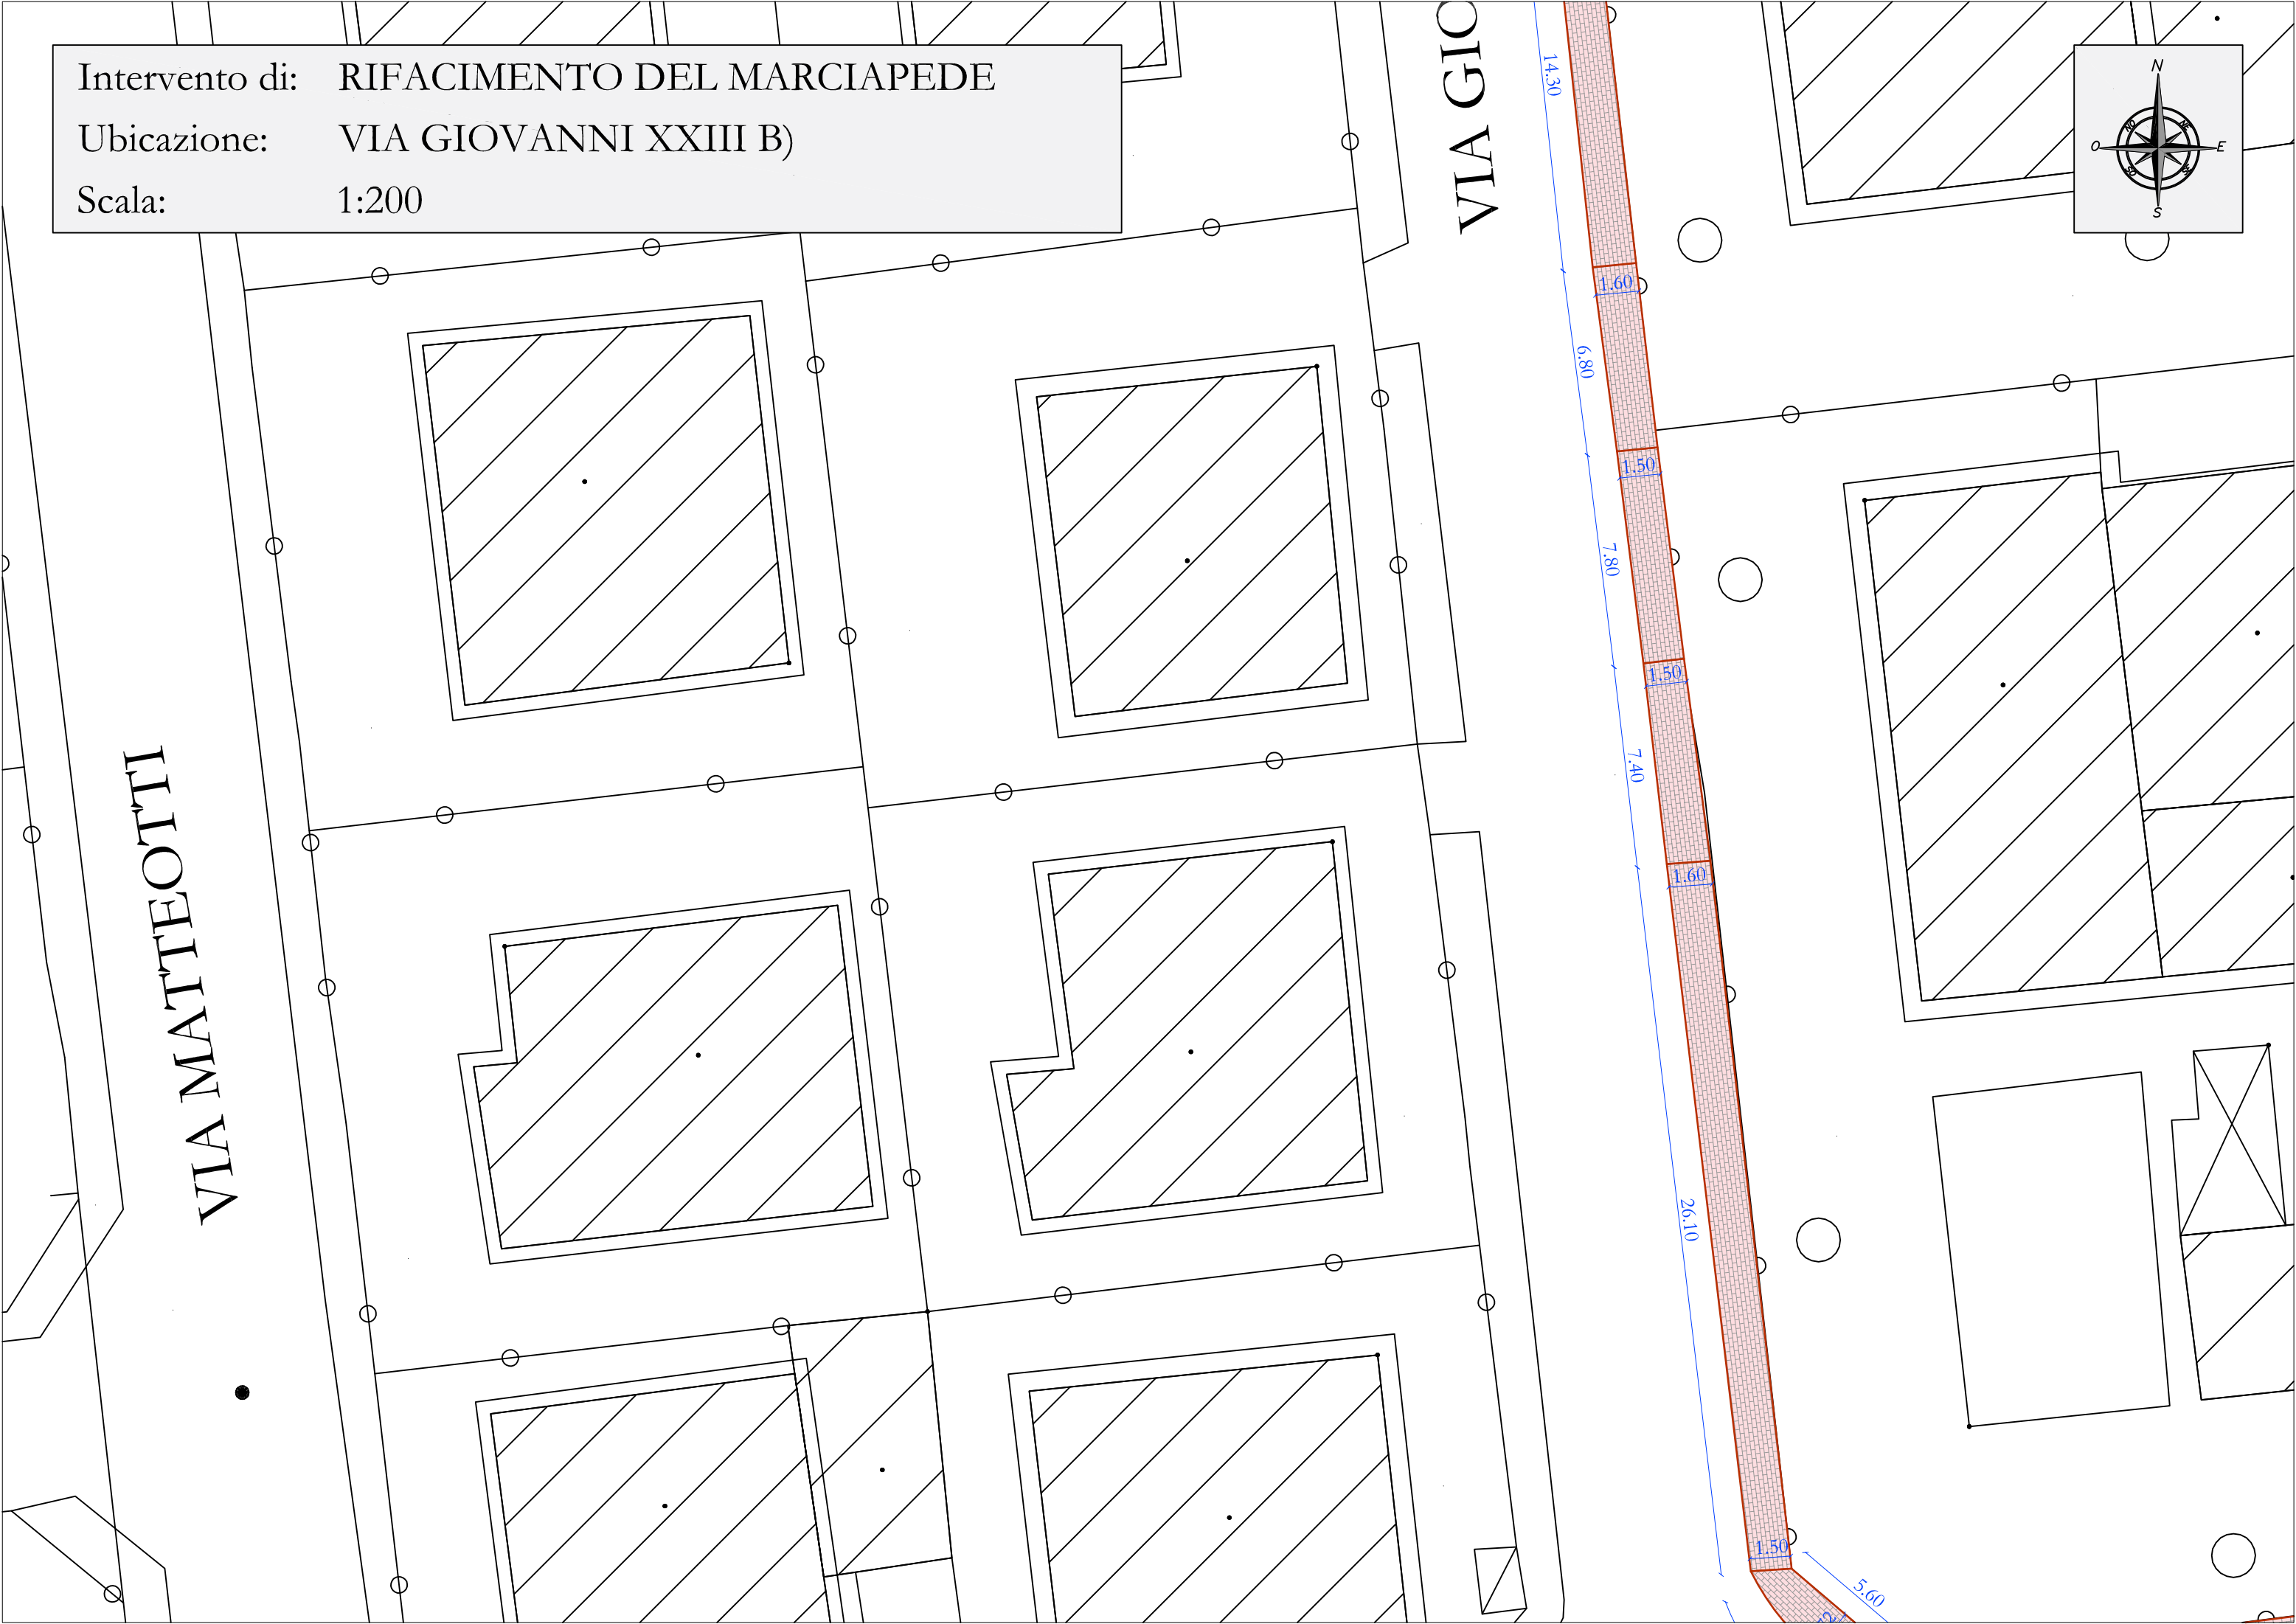 Intervento di: RIFACIMENTO DEL MARCIAPEDE
Ubicazione: VIA GIOVANNI XXIII B)
Scala: 1:200
VIA GIO
N
NO
NE
O
E
S
14.30
1.60
6.80
1.50
7.80
1.50
7.40
1.60
VIA MATTEOTTI
26.10
1.50
5.60